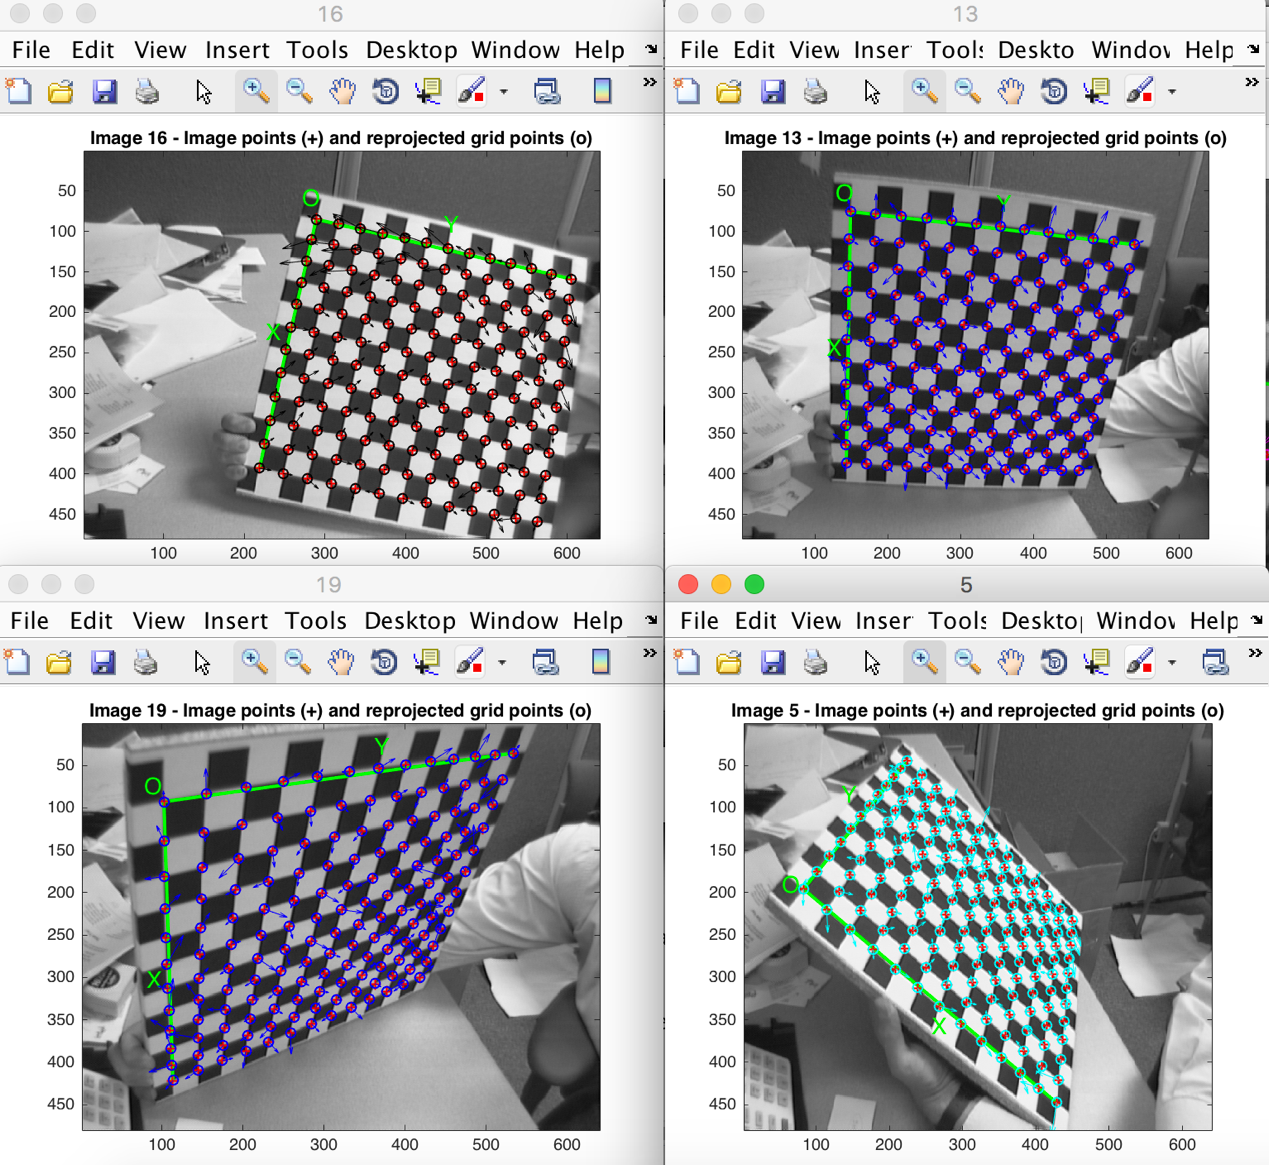 16
File Edit View Insert Tools Desktop Window Help
Image 16 - Image points (+) and reprojected grid points (o)
O
Y
X
50
100
150
200
250
300
350
400
450
100 200 300 400 500 600
13
File Edit View Inser Tools Deskto Windov Help
Image 13 - Image points (+) and reprojected grid points (o)
O
Y
X
50
100
150
200
250
300
350
400
450
100 200 300 400 500 600
19
File Edit View Insert Tools Desktop Window Help
Image 19 - Image points (+) and reprojected grid points (o)
Y
O
X
50
100
150
200
250
300
350
400
450
100 200 300 400 500 600
5
File Edit View Inser Tools Desktop Window Help
Image 5 - Image points (+) and reprojected grid points (o)
Y
O
X
50
100
150
200
250
300
350
400
450
100 200 300 400 500 600